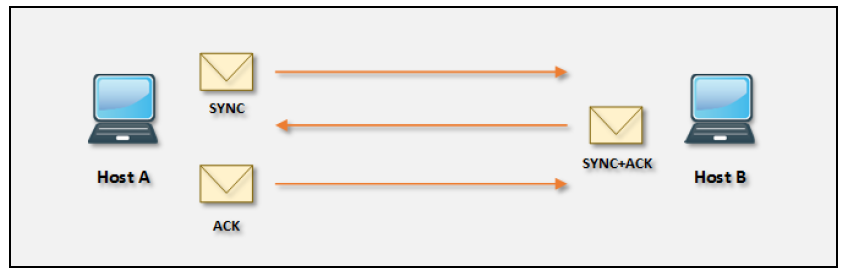 SYNC
SYNC+ACK
Host A
Host B
ACK